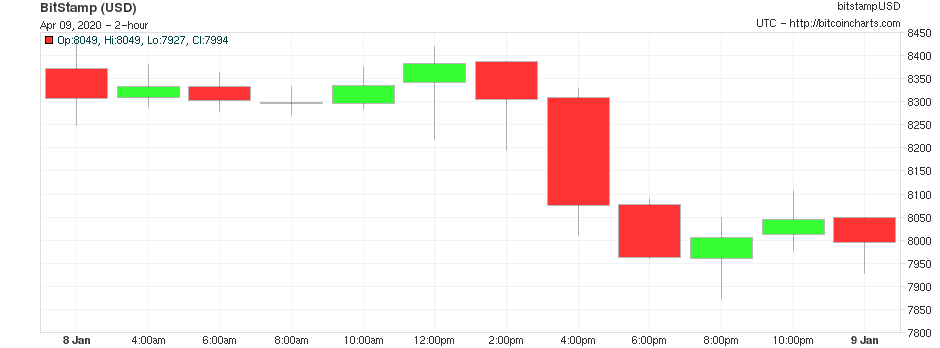 BitStamp (USD)
bitstampUSD
Apr 09, 2020 - 2-hour
UTC - http://bitcoincharts.com
Op:8049, Hi:8049, Lo:7927, Cl:7994
8450
8400
8350
8300
8250
8200
8150
8100
8050
8000
7950
7900
7850
7800
8 Jan
4:00am
6:00am
8:00am
10:00am
12:00pm
2:00pm
4:00pm
6:00pm
8:00pm
10:00pm
9 Jan